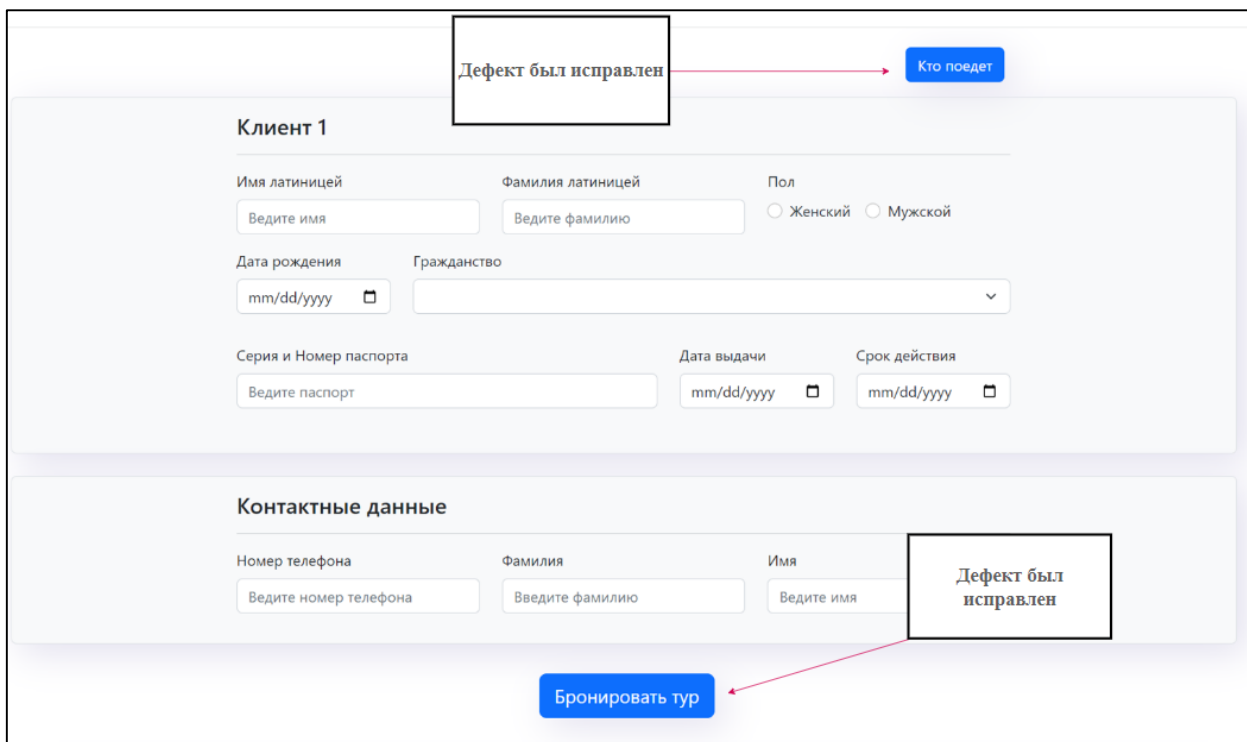 Дефект был исправлен
Кто поедет
Клиент 1
Имя латиницей
Фамилия латиницей
Пол
Ведите имя
Ведите фамилию
Женский
Мужской
Дата рождения
Гражданство
mm/dd/yyyy
Серия и Номер паспорта
Дата выдачи
Срок действия
Ведите паспорт
mm/dd/yyyy
mm/dd/yyyy
Контактные данные
Номер телефона
Фамилия
Имя
Ведите номер телефона
Введите фамилию
Ведите имя
Дефект был
исправлен
Бронировать тур